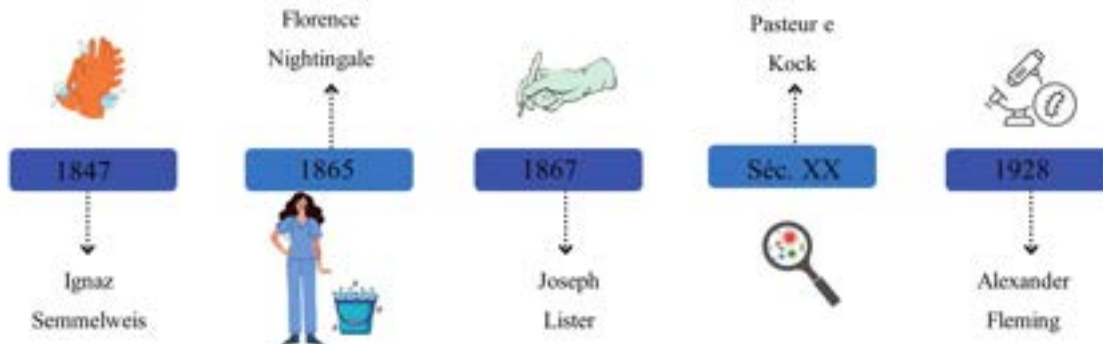 1847
Ignaz
Semmelweis
Florence
Nightingale
1865
1867
Joseph
Lister
Pasteur e
Kock
Séc. XX
1928
Alexander
Fleming